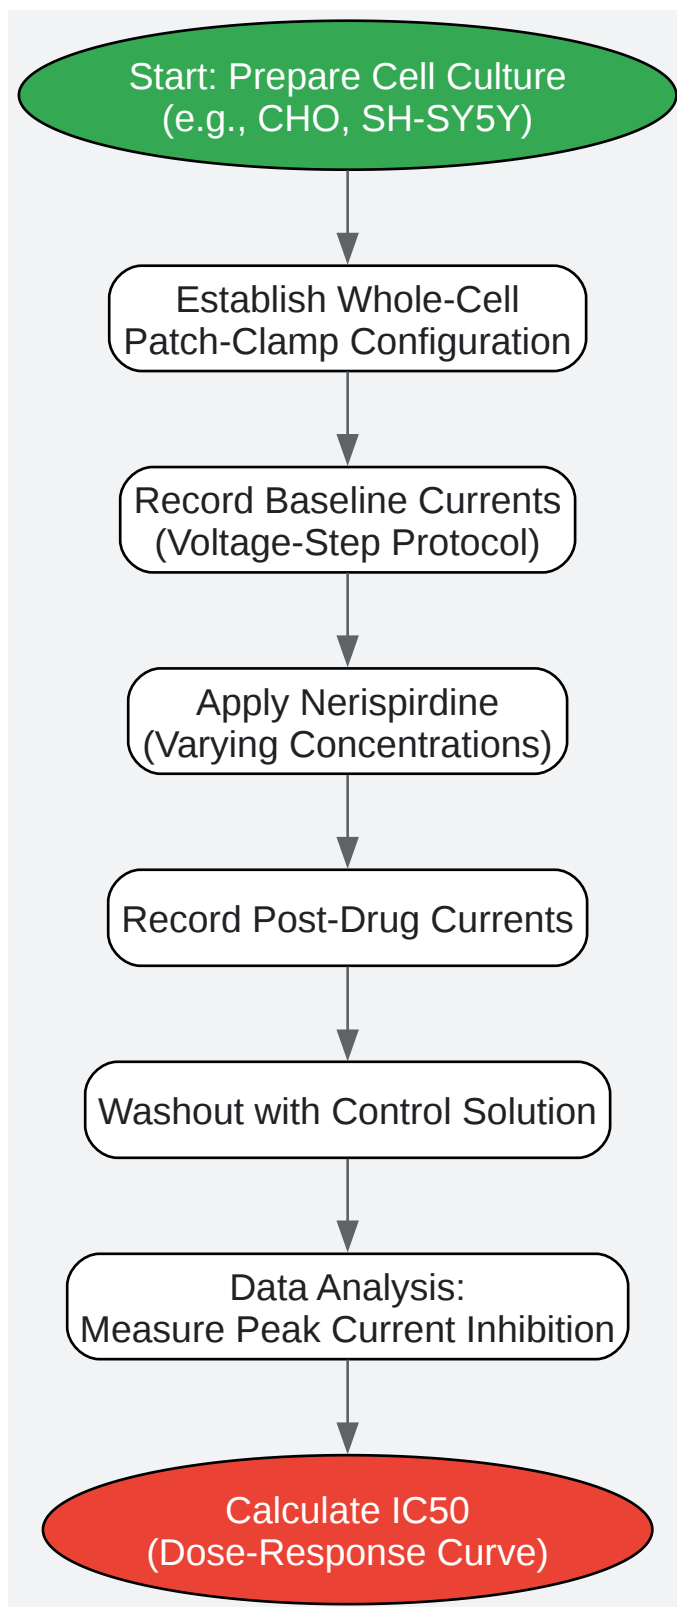 Start: Prepare Cell Culture
(e.g., CHO, SH-SY5Y)
Establish Whole-Cell
Patch-Clamp Configuration
Record Baseline Currents
(Voltage-Step Protocol)
Apply Nerispirdine
(Varying Concentrations)
Record Post-Drug Currents
Washout with Control Solution
Data Analysis:
Measure Peak Current Inhibition
Calculate IC50
(Dose-Response Curve)